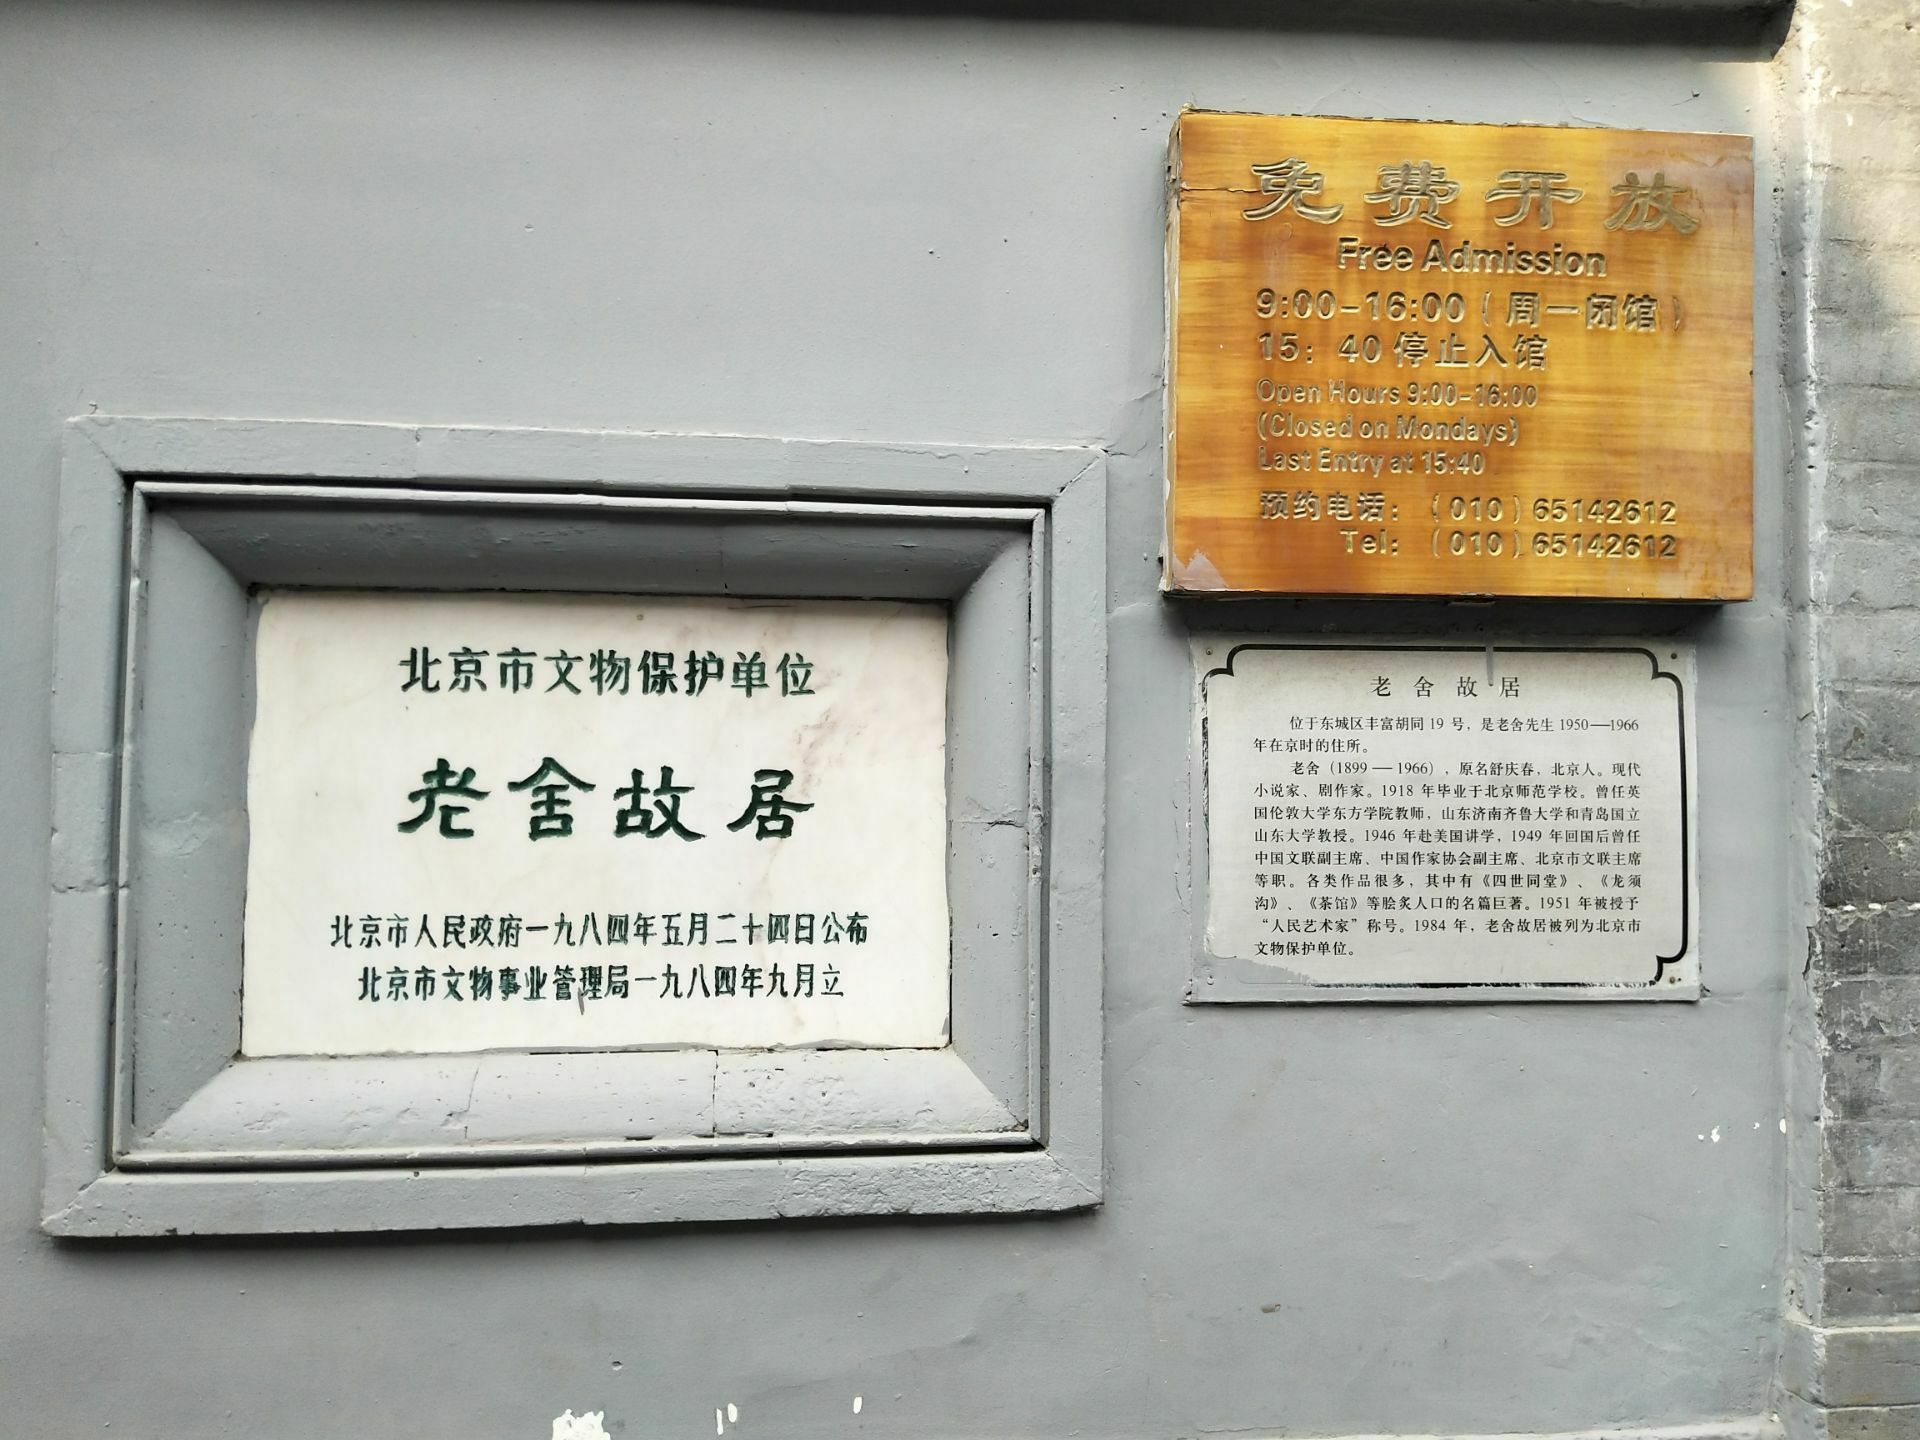 北京市文物保护单位
老舍故居
北京市人民政府一九八四年五月二十四日公布
北京市文物事业管理局一九八四年九月立
免费开放
Free Admission
9:00-16:00(周一闭馆)
15:40停止入馆
Open Hours 9:00-16:00
(Closed on Mondays)
Last Entry at 15:40
预约电话:(010)65142612
Tel:(010)65142612
老舍故居
位于东城区丰富胡同19号,是老舍先生1950—1966
年在京时的住所。
老舍(1899—1966),原名舒庆春,北京人。现代
小说家、剧作家。1918年毕业于北京师范学校。曾任英
国伦敦大学东方学院教师,山东济南齐鲁大学和青岛国立
山东大学教授。1946年赴美国讲学,1949年回国后曾任
中国文联副主席、中国作家协会副主席、北京市文联主席
等职。各类作品很多,其中有《四世同堂》、《龙须
沟》、《茶馆》等脍炙人口的名篇巨著。1951年被授予
“人民艺术家”称号。1984年,老舍故居被列为北京市
文物保护单位。